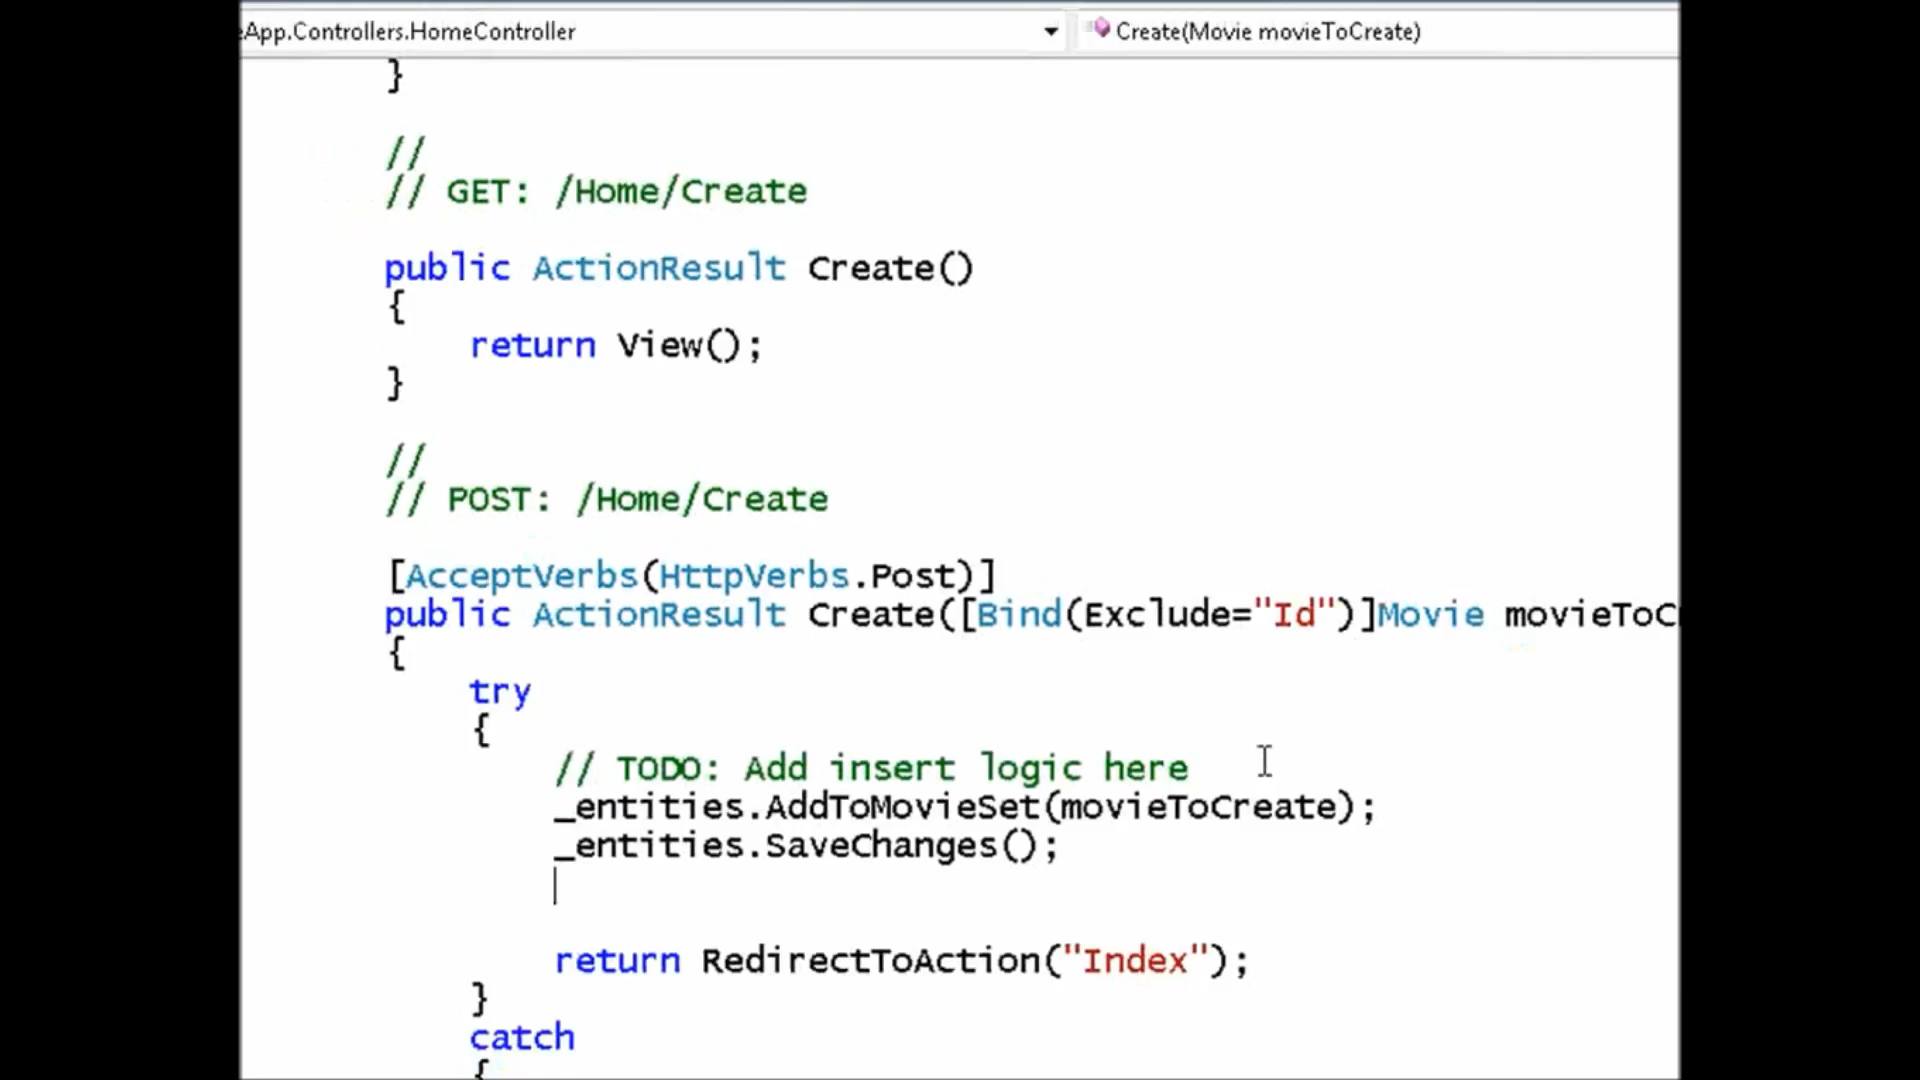 App.Controllers.HomeController
Create(Movie movieToCreate)
}
//
// GET: /Home/Create
public ActionResult Create()
{
return View();
}
//
// POST: /Home/Create
[AcceptVerbs(HttpVerbs.Post)]
public ActionResult Create([Bind(Exclude="Id")]Movie movieToC
{
try
{
// TODO: Add insert logic here
_entities.AddToMovieSet(movieToCreate);
_entities.SaveChanges();
return RedirectToAction("Index");
}
catch
{